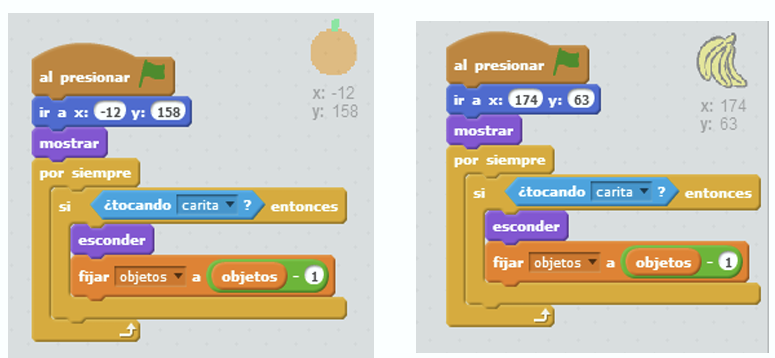 al presionar
ir a x: -12 y: 158
mostrar
por siempre
si ¿tocando carita ? entonces
esconder
fijar objetos a objetos - 1
x: -12
y: 158
al presionar
ir a x: 174 y: 63
mostrar
por siempre
si ¿tocando carita ? entonces
esconder
fijar objetos a objetos - 1
x: 174
y: 63